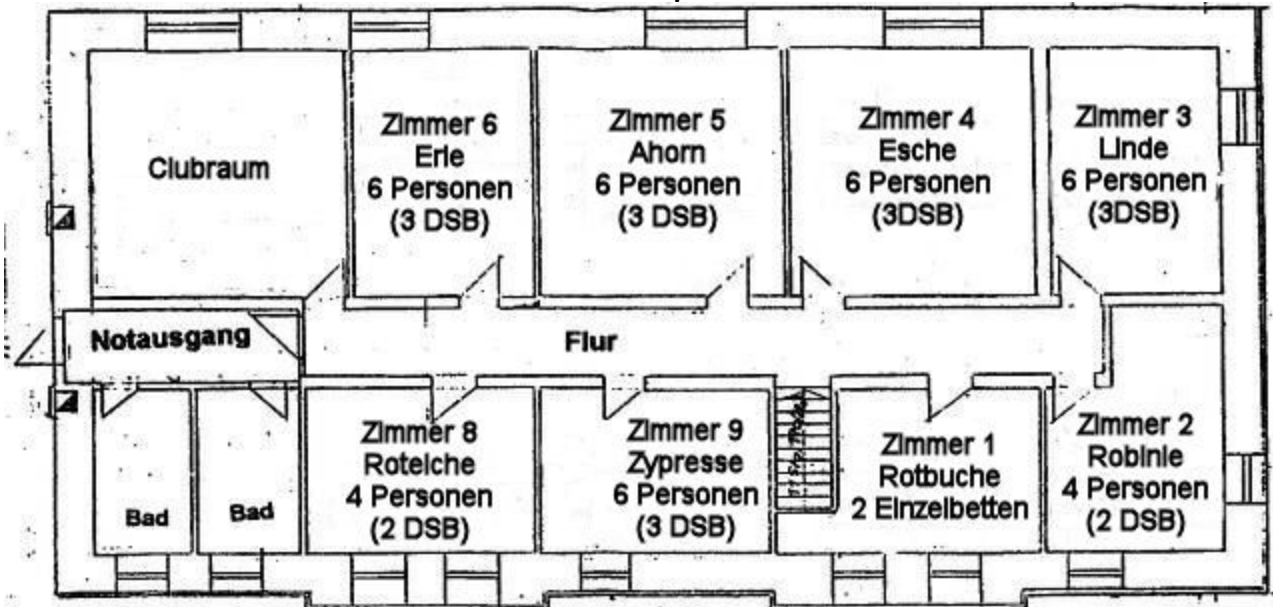 Clubraum
Zimmer 6
Erle
6 Personen
(3 DSB)
Zimmer 5
Ahorn
6 Personen
(3 DSB)
Zimmer 4
Esche
6 Personen
(3DSB)
Zimmer 3
Linde
6 Personen
(3DSB)
Notausgang
Flur
Bad
Bad
Zimmer 8
Roteiche
4 Personen
(2 DSB)
Zimmer 9
Zypresse
6 Personen
(3 DSB)
Zimmer 1
Rotbuche
2 Einzelbetten
Zimmer 2
Robinie
4 Personen
(2 DSB)